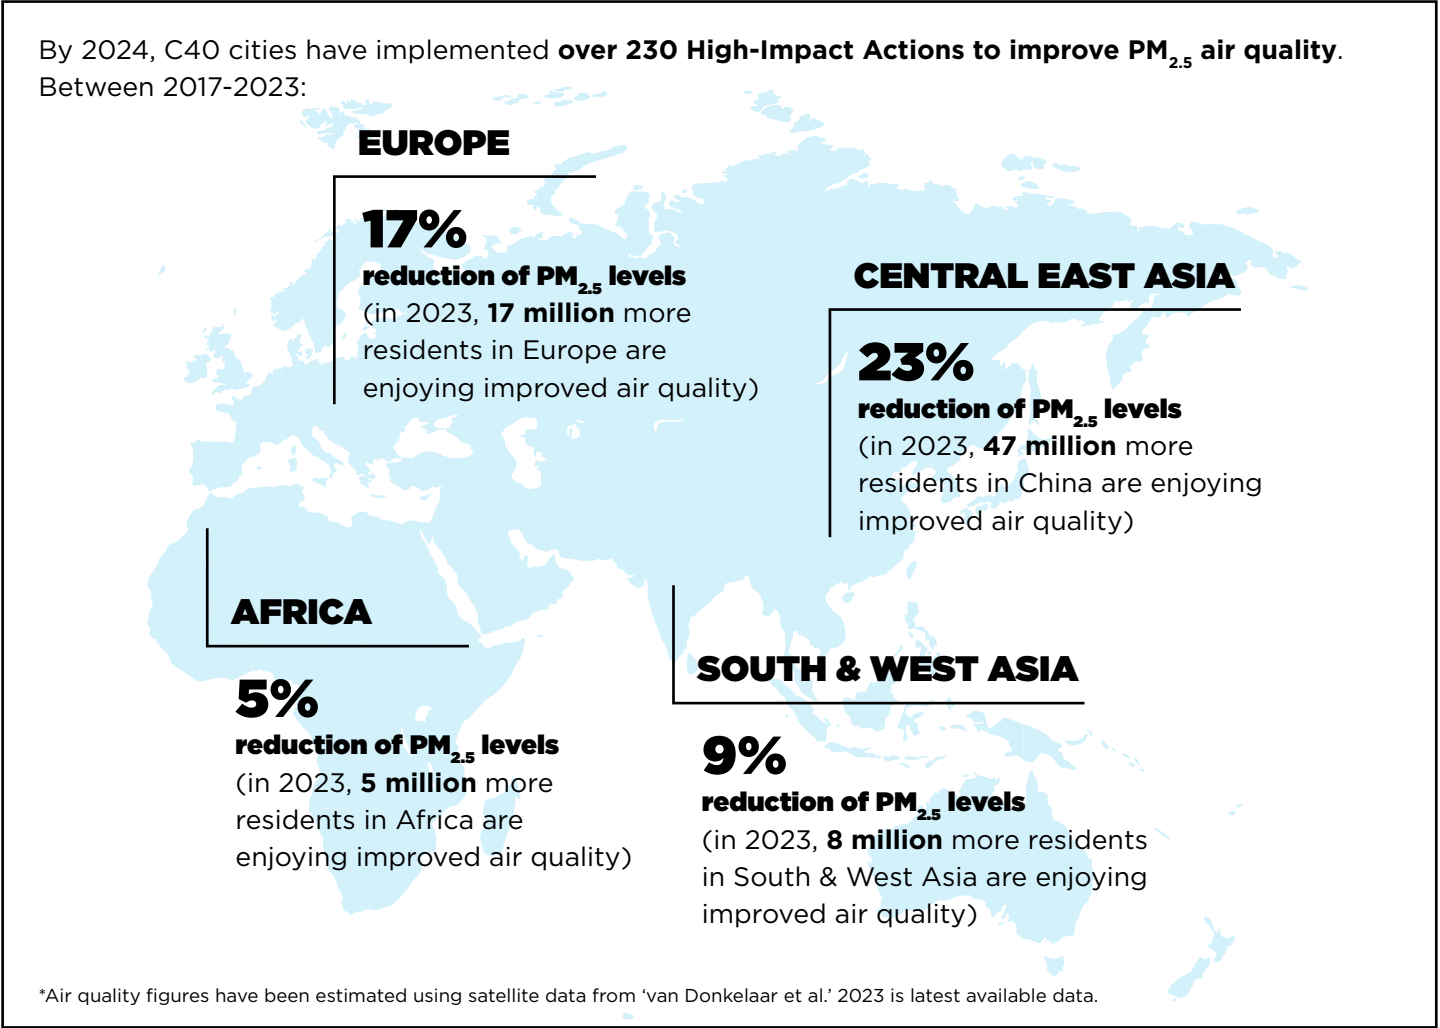 By 2024, C40 cities have implemented over 230 High-Impact Actions to improve PM2.5 air quality.
Between 2017-2023:
EUROPE
17%
reduction of PM2.5 levels
(in 2023, 17 million more
residents in Europe are
enjoying improved air quality)
CENTRAL EAST ASIA
23%
reduction of PM2.5 levels
(in 2023, 47 million more
residents in China are enjoying
improved air quality)
AFRICA
5%
reduction of PM2.5 levels
(in 2023, 5 million more
residents in Africa are
enjoying improved air quality)
SOUTH & WEST ASIA
9%
reduction of PM2.5 levels
(in 2023, 8 million more residents
in South & West Asia are enjoying
improved air quality)
*Air quality figures have been estimated using satellite data from ‘van Donkelaar et al.’ 2023 is latest available data.